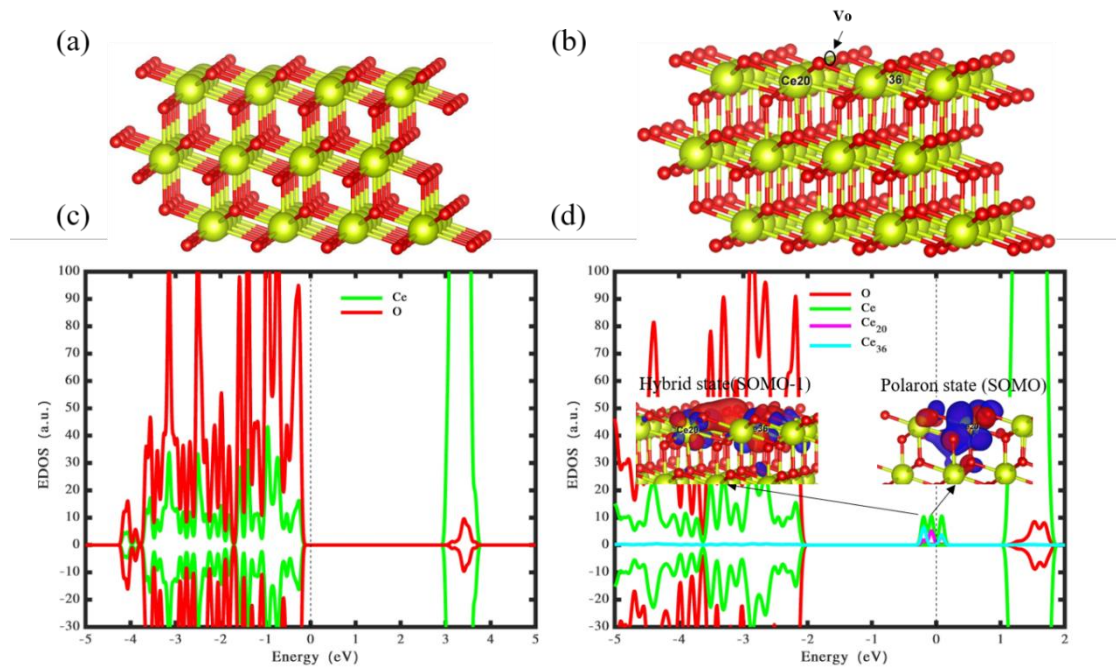 (a)
(b)
Vo
Ce20
36
(c)
(d)
EDOS (a.u.)
100
90
80
70
60
50
40
30
20
10
0
-10
-20
-30
Ce
O
-5 -4 -3 -2 -1 0 1 2 3 4 5
Energy (eV)
EDOS (a.u.)
100
90
80
70
60
50
40
30
20
10
0
-10
-20
-30
O
Ce
Ce20
Ce36
Hybrid state(SOMO-1)
Polaron state (SOMO)
Ce20
-5 -4 -3 -2 -1 0 1 2
Energy (eV)